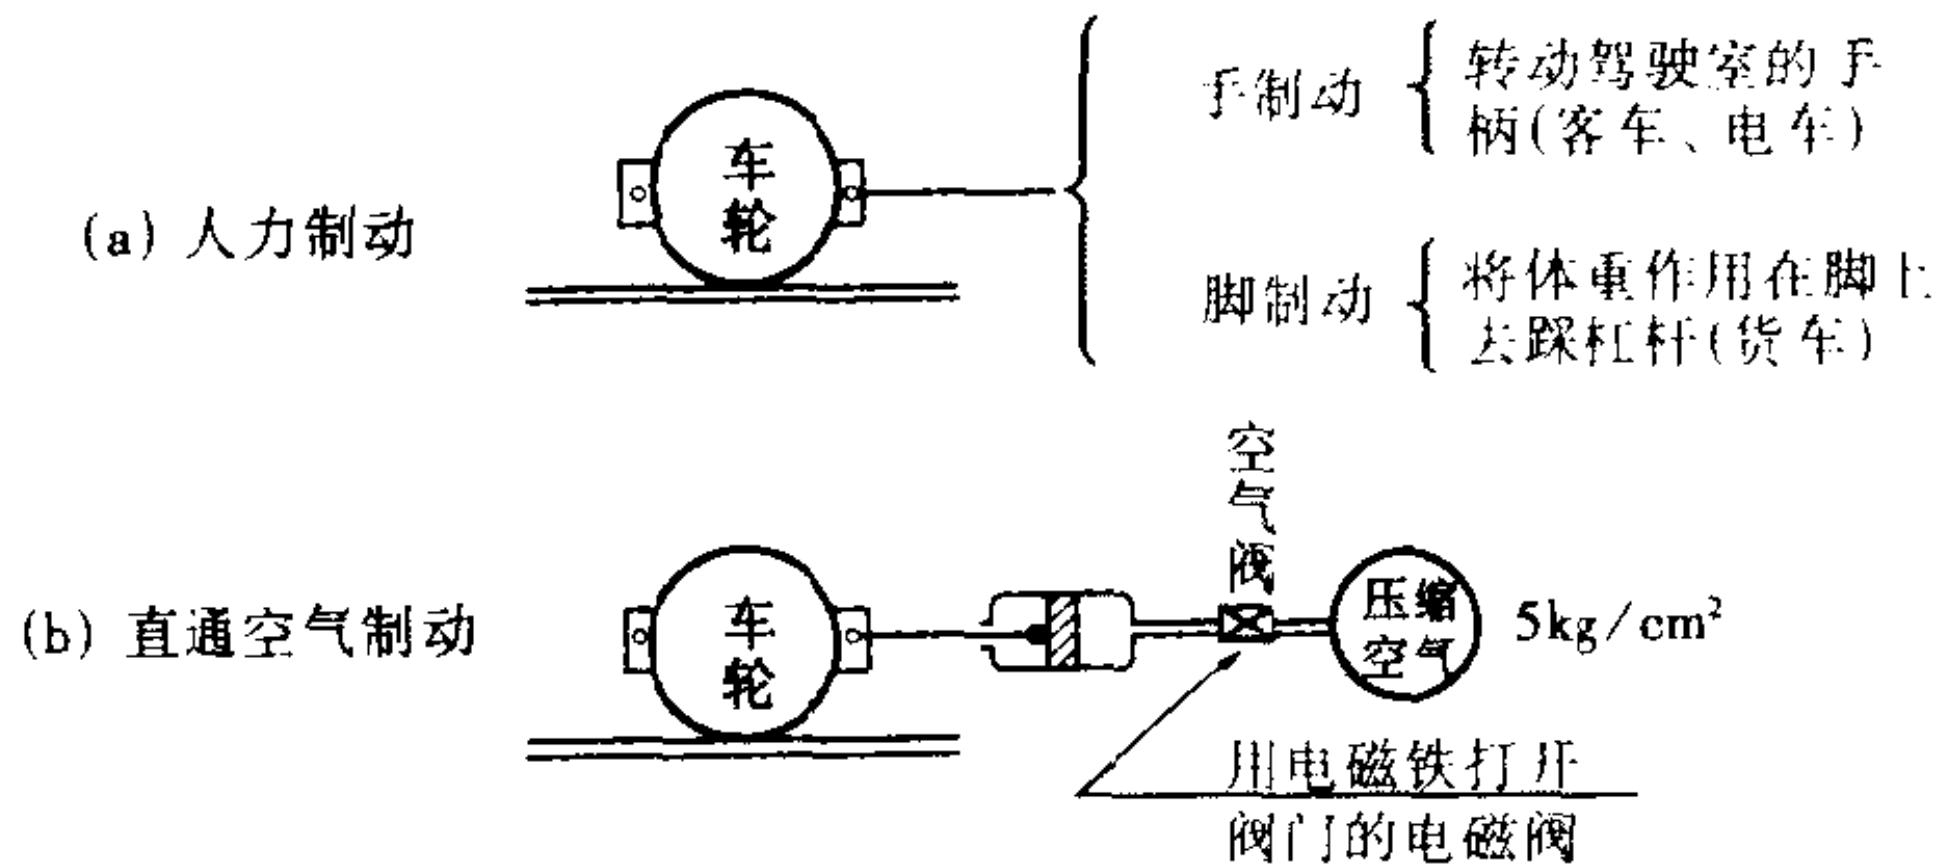 (a) 人力制动
车
轮
手制动
转动驾驶室的手
柄(客车、电车)
脚制动
将体重作用在脚上
去踩杠杆(货车)
(b) 直通空气制动
车
轮
空
气
阀
压缩
空气
5kg/cm²
用电磁铁打开
阀门的电磁阀